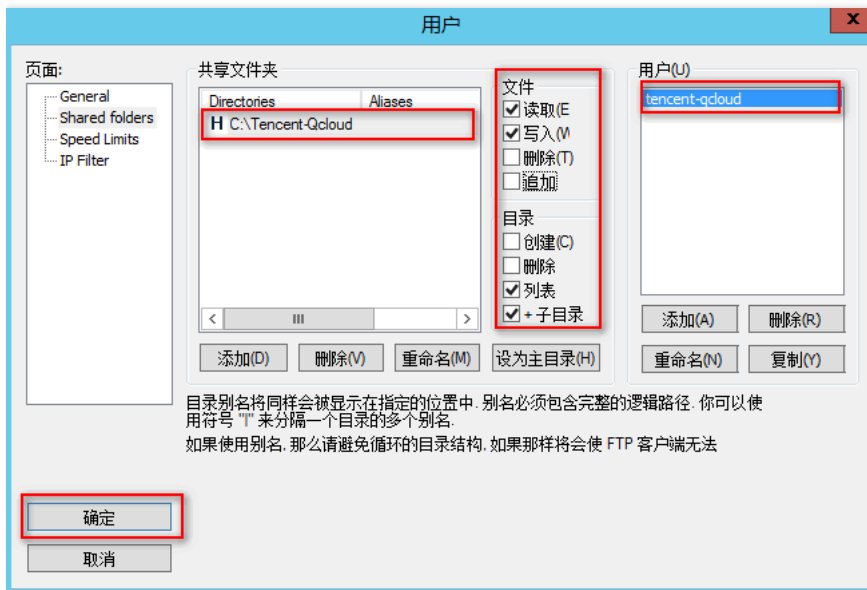 用户
X
页面:
General
Shared folders
Speed Limits
IP Filter
共享文件夹
Directories Aliases
H C:\Tencent-Qcloud
添加(D) 删除(V) 重命名(M) 设为主目录(H)
文件
读取(E
写入(W
删除(T)
追加
目录
创建(C)
删除
列表
+ 子目录
用户(U)
tencent-qcloud
添加(A) 删除(R)
重命名(N) 复制(Y)
目录别名将同样会被显示在指定的位置中. 别名必须包含完整的逻辑路径. 你可以使
用符号 "|" 来分隔一个目录的多个别名.
如果使用别名, 那么请避免循环的目录结构, 如果那样将会使 FTP 客户端无法
确定
取消